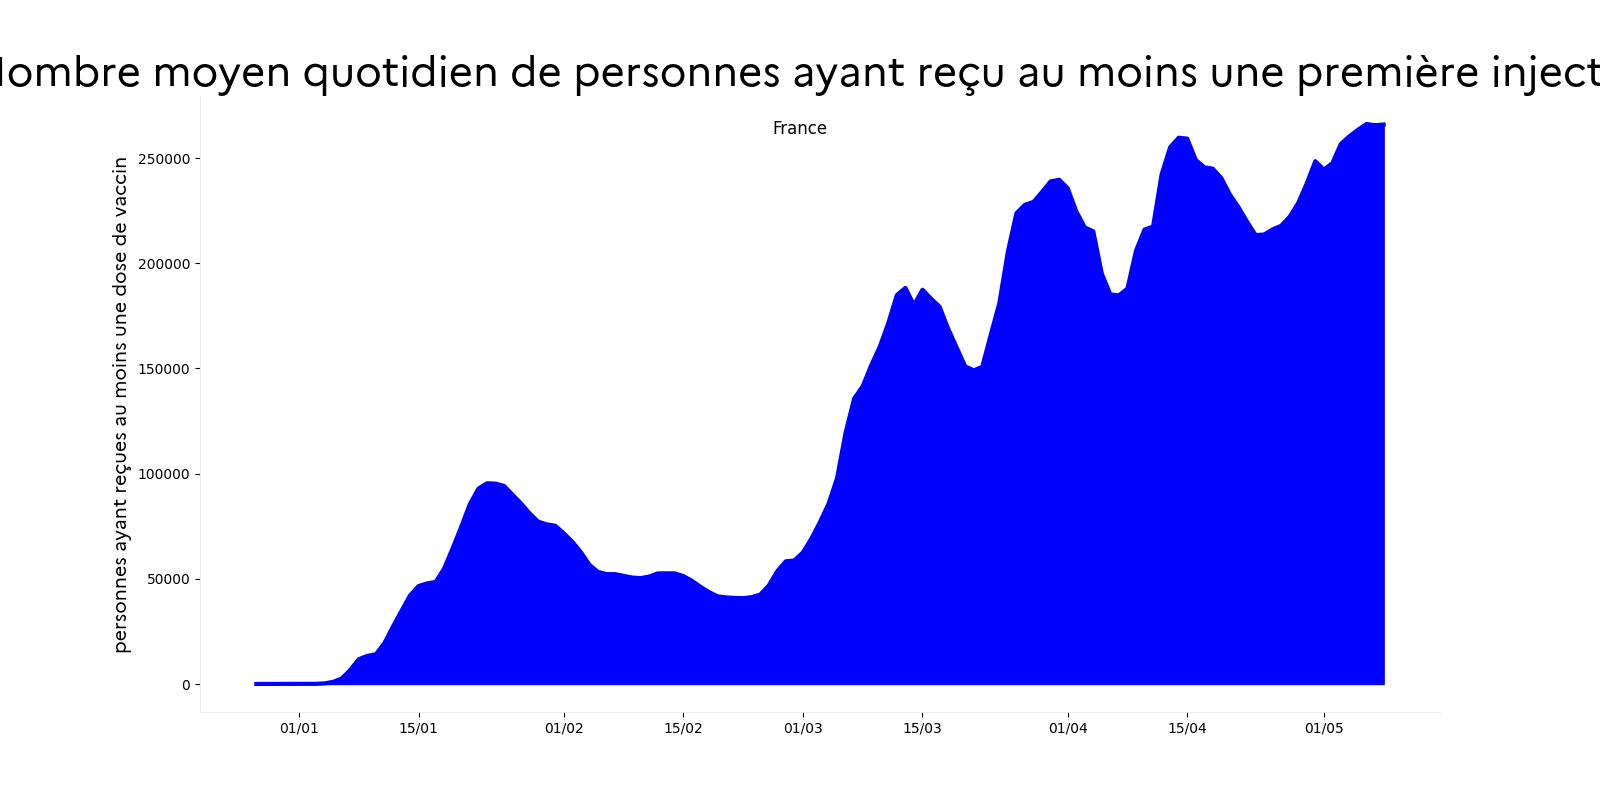 ombre moyen quotidien de personnes ayant reçu au moins une première inject
France
personnes ayant reçues au moins une dose de vaccin
250000
200000
150000
100000
50000
0
01/01 15/01 01/02 15/02 01/03 15/03 01/04 15/04 01/05